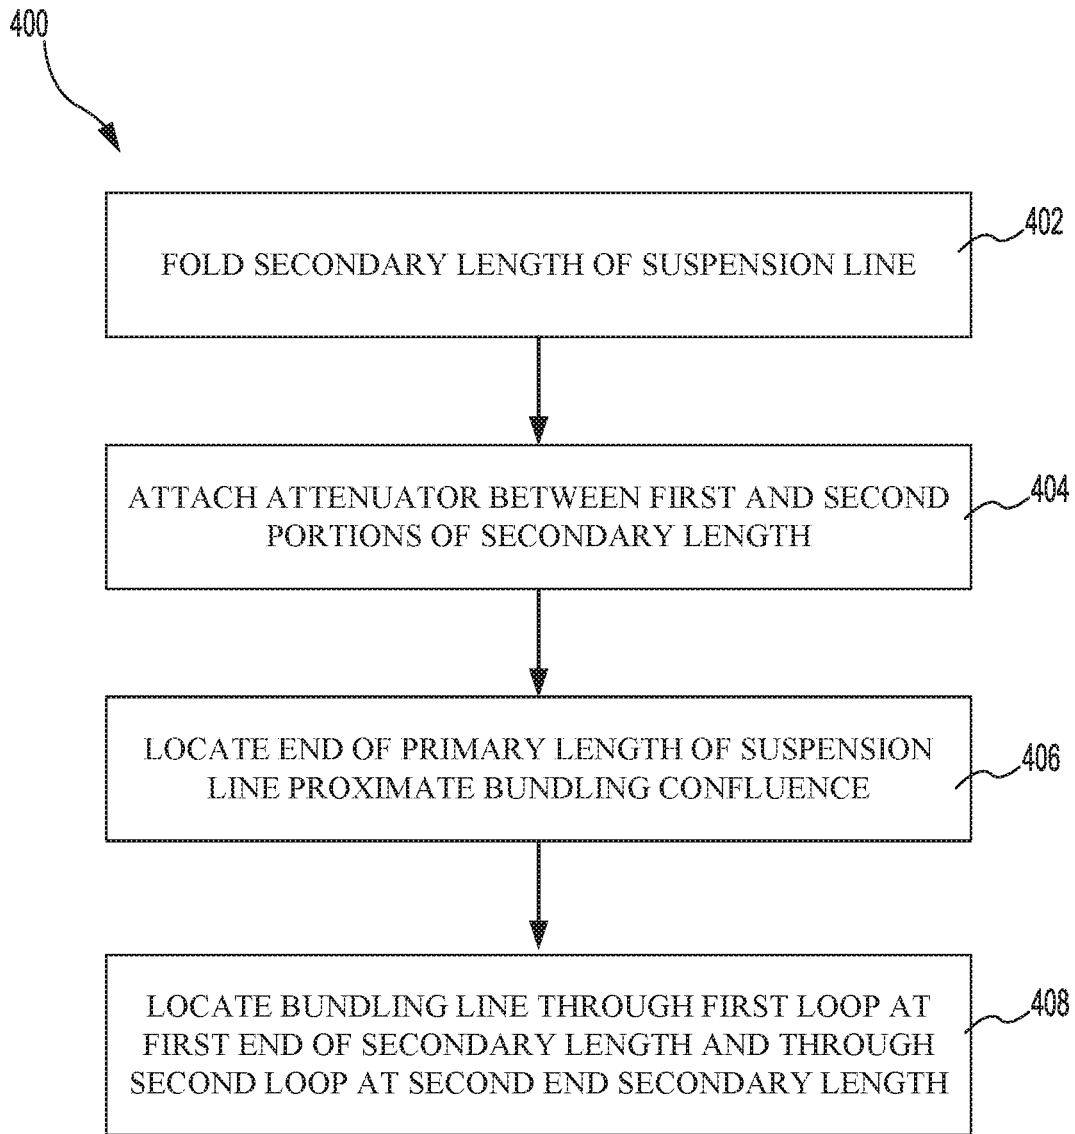 400
FOLD SECONDARY LENGTH OF SUSPENSION LINE
402
ATTACH ATTENUATOR BETWEEN FIRST AND SECOND
PORTIONS OF SECONDARY LENGTH
404
LOCATE END OF PRIMARY LENGTH OF SUSPENSION
LINE PROXIMATE BUNDLING CONFLUENCE
406
LOCATE BUNDLING LINE THROUGH FIRST LOOP AT
FIRST END OF SECONDARY LENGTH AND THROUGH
SECOND LOOP AT SECOND END SECONDARY LENGTH
408